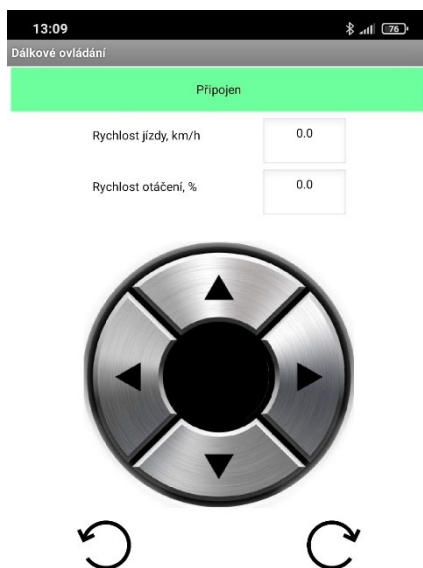 13:09
76
Dálkové ovládání
Připojen
Rychlost jízdy, km/h
0.0
Rychlost otáčení, %
0.0